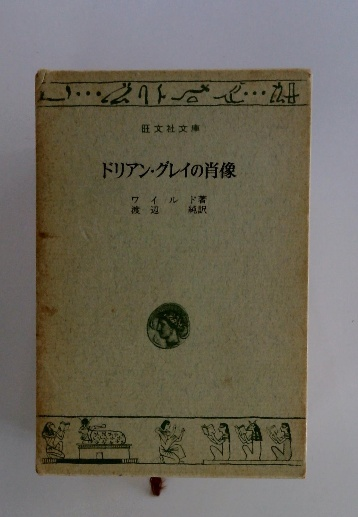 旺文社文庫
ドリアン・グレイの肖像
ワイルド著
渡辺 純訳